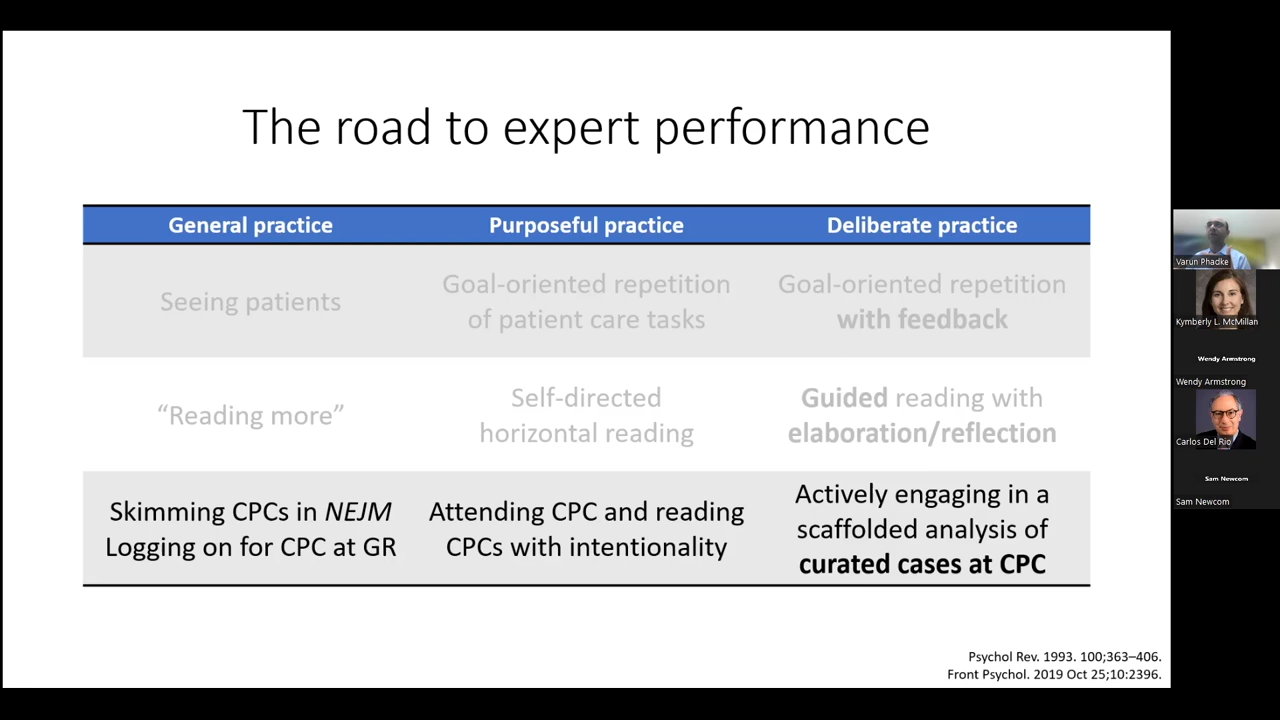 The road to expert performance
General practice
Purposeful practice
Deliberate practice
Seeing patients
Goal-oriented repetition
of patient care tasks
Goal-oriented repetition
with feedback
“Reading more”
Self-directed
horizontal reading
Guided reading with
elaboration/reflection
Skimming CPCs in NEJM
Logging on for CPC at GR
Attending CPC and reading
CPCs with intentionality
Actively engaging in a
scaffolded analysis of
curated cases at CPC
Psychol Rev. 1993. 100;363–406.
Front Psychol. 2019 Oct 25;10:2396.
Varun Phadke
Kymberly L. McMillan
Wendy Armstrong
Wendy Armstrong
Carlos Del Rio
Sam Newcom
Sam Newcom